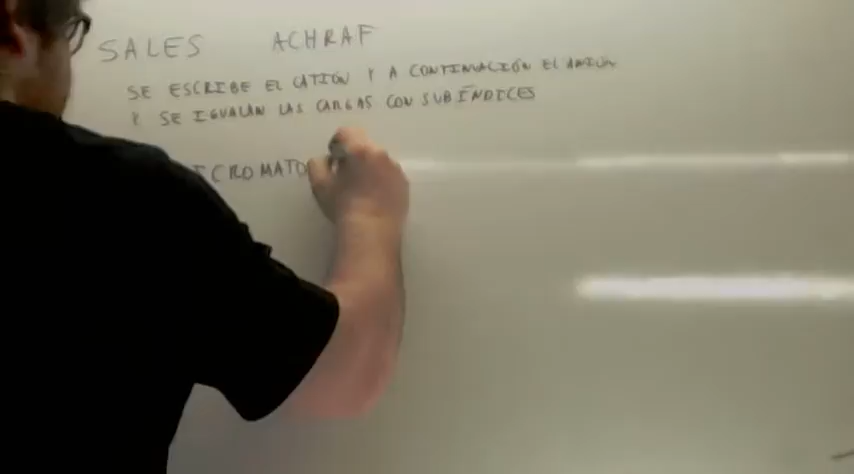 SALES ACHRAF
SE ESCRIBE EL CATIÓN Y A CONTINUACIÓN EL ANIÓN
Y SE IGUALAN LAS CARGAS CON SUBÍNDICES
ICROMATO